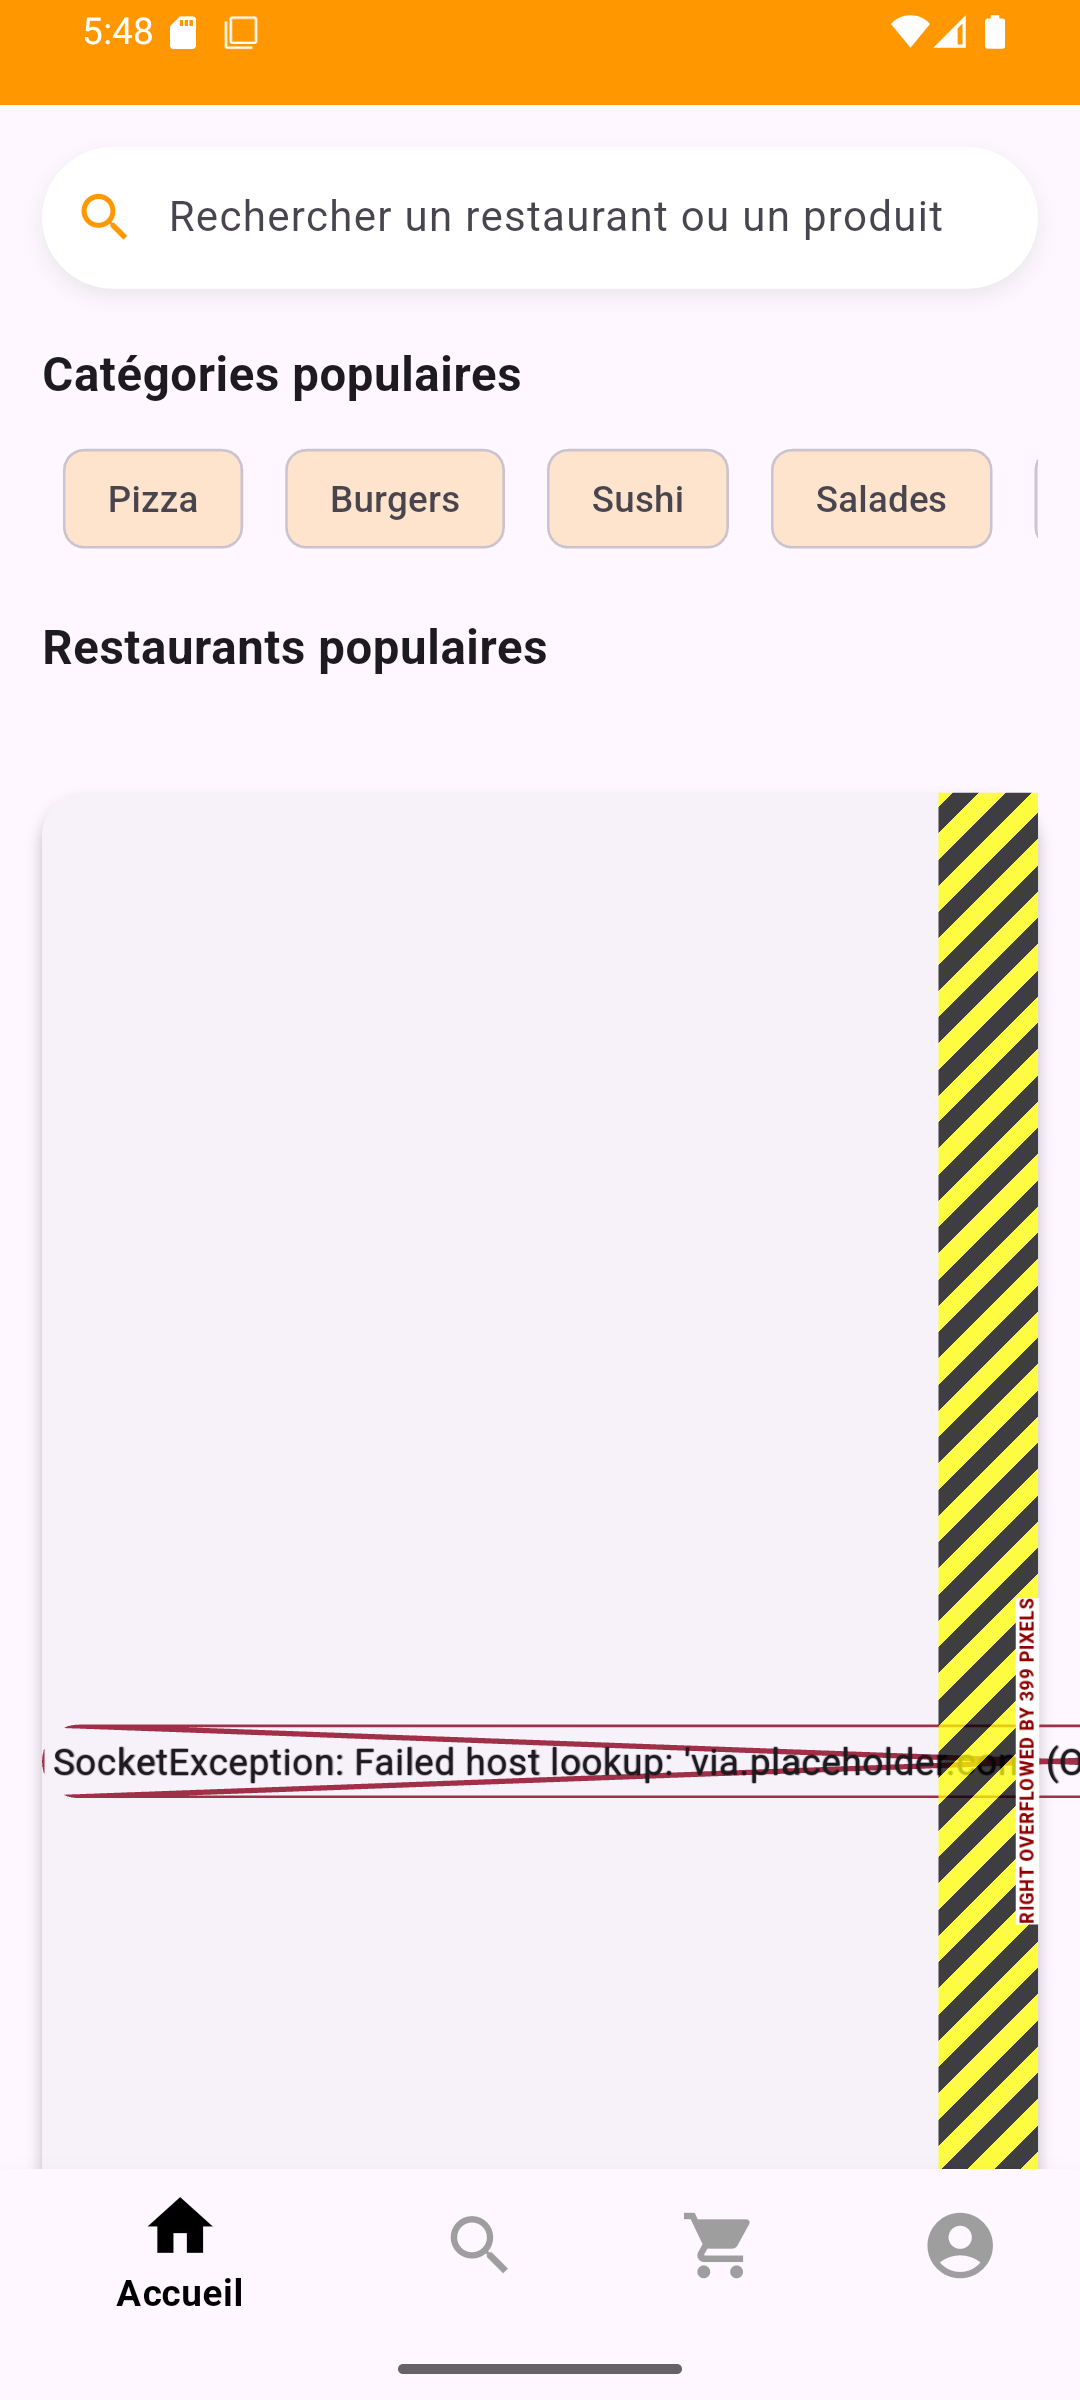 5:48
Rechercher un restaurant ou un produit
Catégories populaires
Pizza
Burgers
Sushi
Salades
Restaurants populaires
SocketException: Failed host lookup: 'via.placeholder.com' (O
RIGHT OVERFLOWED BY 399 PIXELS
Accueil